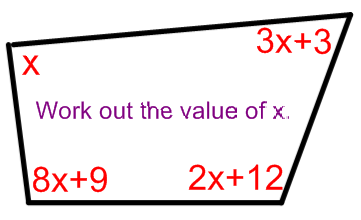 3x+3
x
Work out the value of x.
8x+9
2x+12